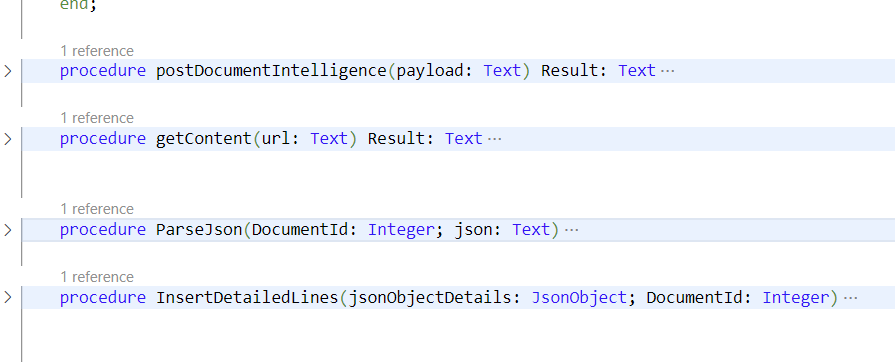 end;
1 reference
procedure postDocumentIntelligence(payload: Text) Result: Text ···
1 reference
procedure getContent(url: Text) Result: Text ···
1 reference
procedure ParseJson(DocumentId: Integer; json: Text) ···
1 reference
procedure InsertDetailedLines(jsonObjectDetails: JsonObject; DocumentId: Integer) ···